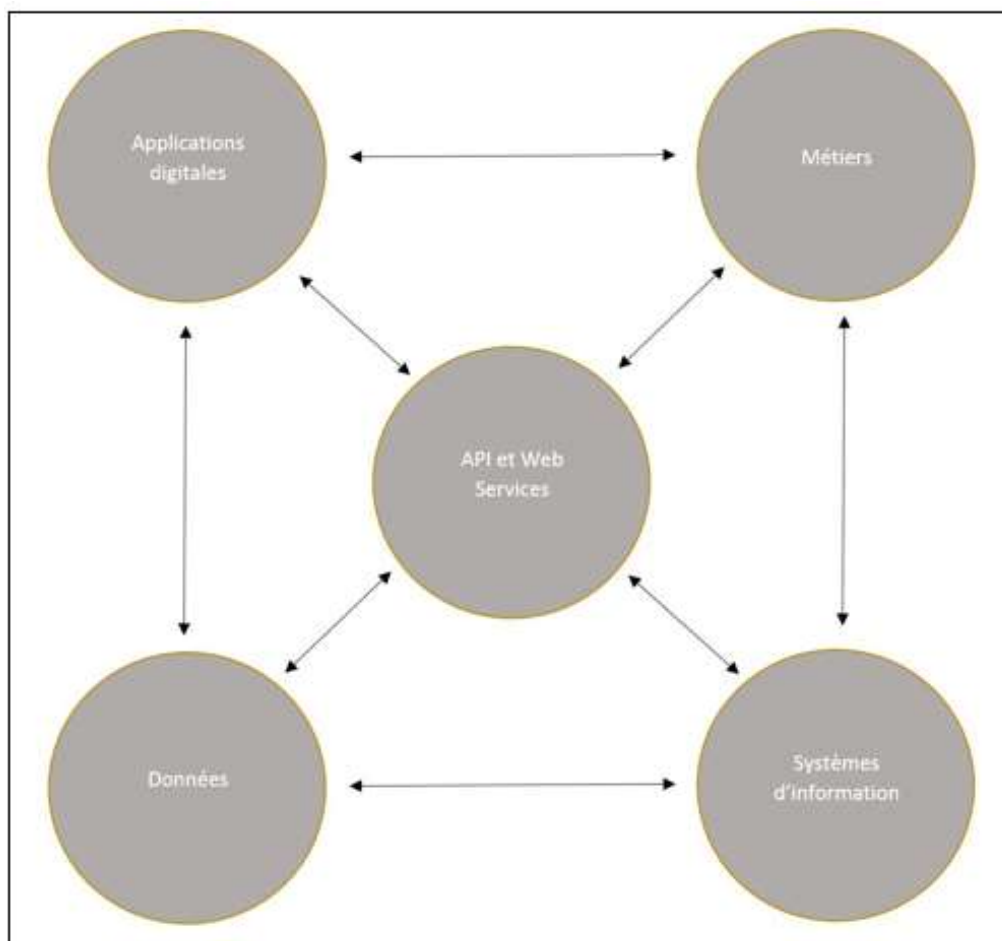 Applications
digitales
Métiers
API et Web
Services
Données
Systèmes
d'information